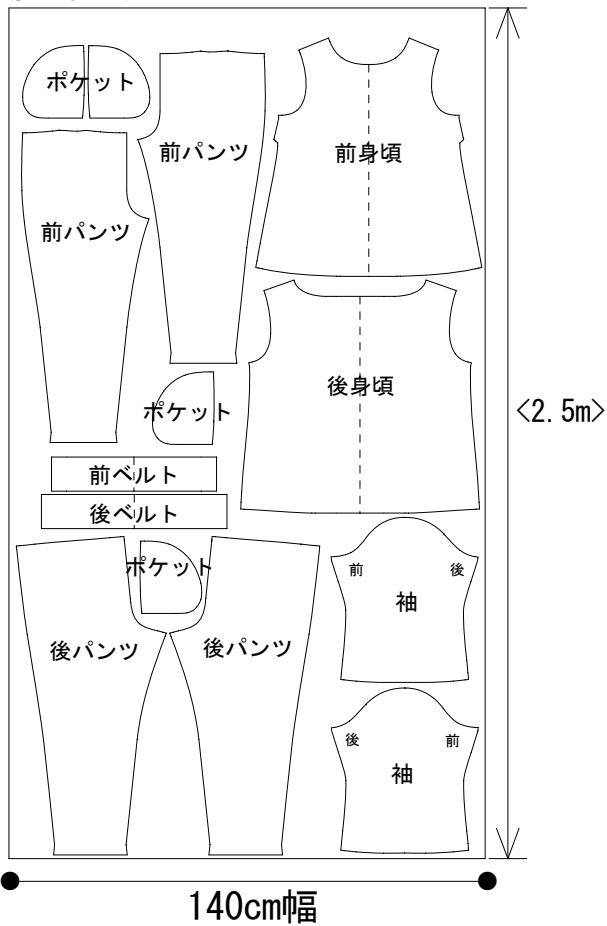 ポケット
前パンツ
前身頃
前パンツ
後身頃
ポケット
<2.5m>
前ベルト
後ベルト
ポケット
前 後
袖
後パンツ
後パンツ
後 前
袖
140cm幅